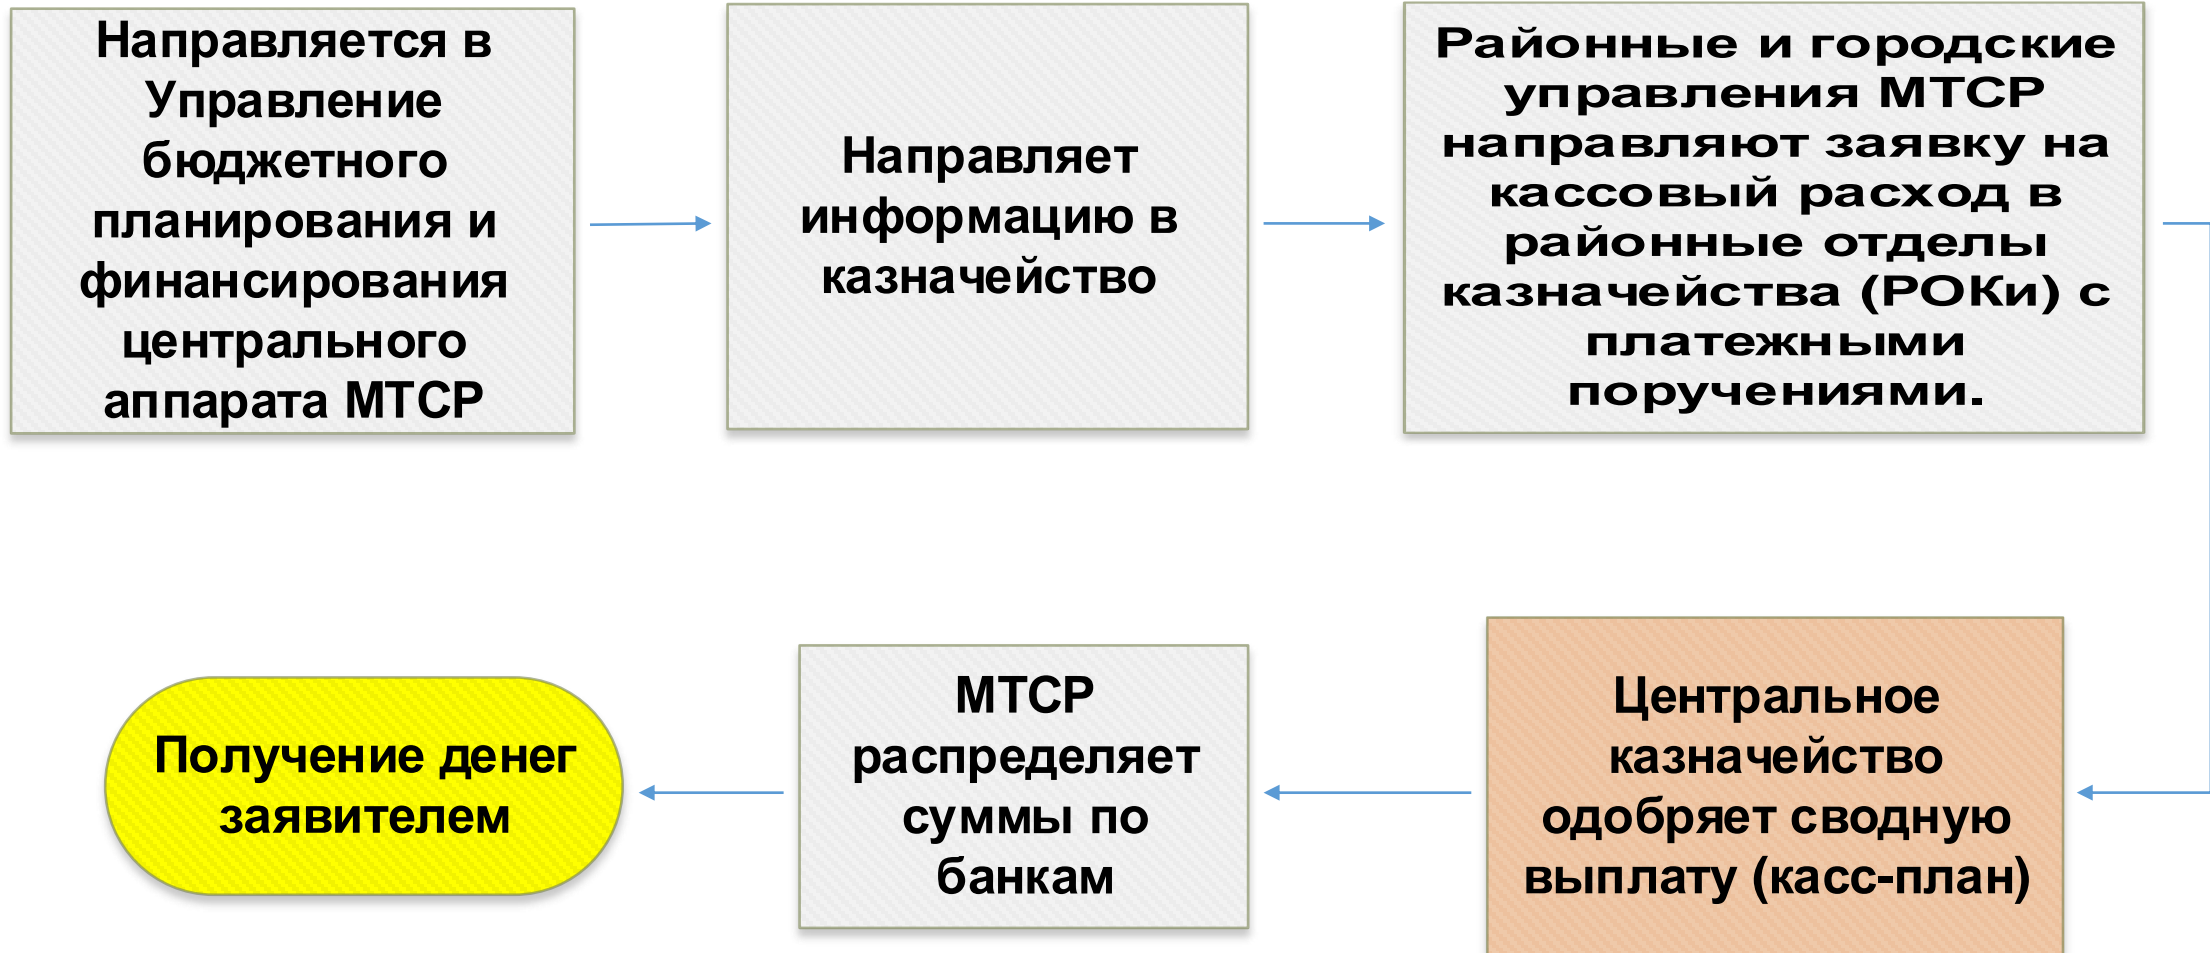 Направляется в
Управление
бюджетного
планирования и
финансирования
центрального
аппарата МТСР
Направляет
информацию в
казначейство
Районные и городские
управления МТСР
направляют заявку на
кассовый расход в
районные отделы
казначейства (РОКи) с
платежными
поручениями.
Центральное
казначейство
одобряет сводную
выплату (касс-план)
МТСР
распределяет
суммы по
банкам
Получение денег
заявителем